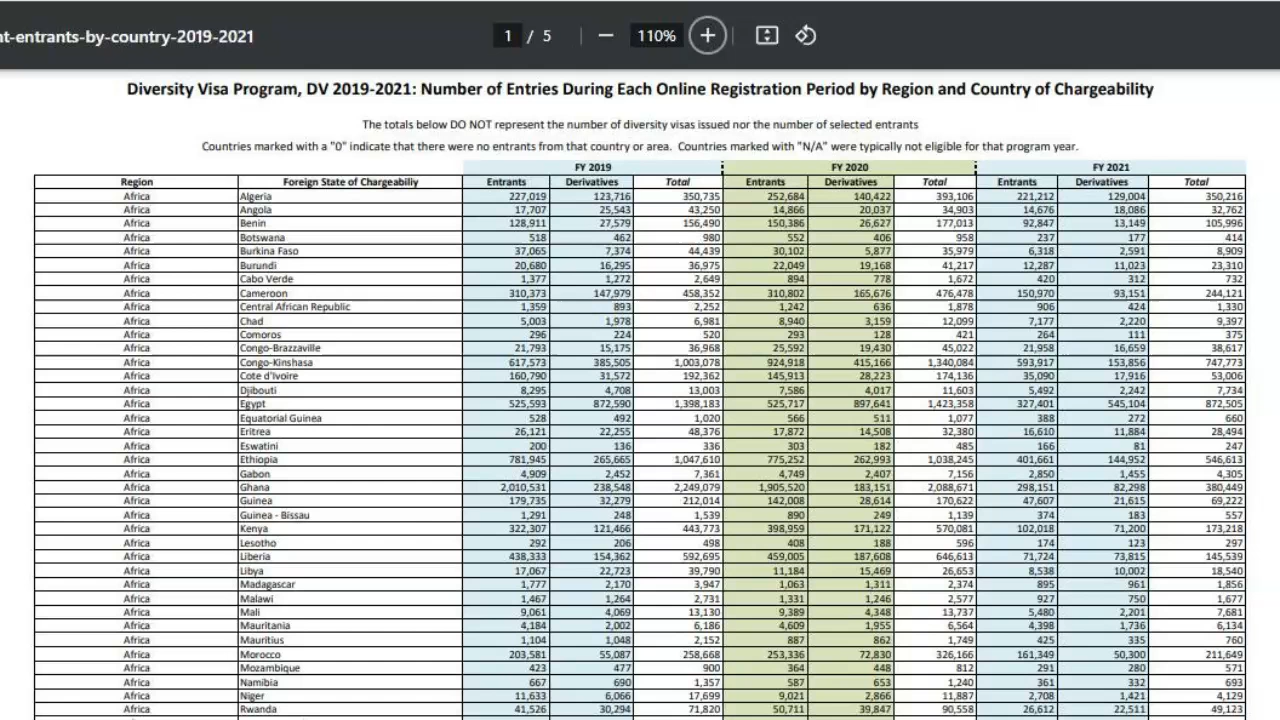 nt-entrants-by-country-2019-2021 1 / 5 — 110% +
Diversity Visa Program, DV 2019-2021: Number of Entries During Each Online Registration Period by Region and Country of Chargeability
The totals below DO NOT represent the number of diversity visas issued nor the number of selected entrants
Countries marked with a "0" indicate that there were no entrants from that country or area. Countries marked with "N/A" were typically not eligible for that program year.
FY 2019 FY 2020 FY 2021
Region Foreign State of Chargeabiliy Entrants Derivatives Total Entrants Derivatives Total Entrants Derivatives Total
Africa Algeria 227,019 123,716 350,735 252,684 140,422 393,106 221,212 129,004 350,216
Africa Angola 17,707 25,543 43,250 14,866 20,037 34,903 14,676 18,086 32,762
Africa Benin 128,911 27,579 156,490 150,386 26,627 177,013 92,847 13,149 105,996
Africa Botswana 518 462 980 552 406 958 237 177 414
Africa Burkina Faso 37,065 7,374 44,439 30,102 5,877 35,979 6,318 2,591 8,909
Africa Burundi 20,680 16,295 36,975 22,049 19,168 41,217 12,287 11,023 23,310
Africa Cabo Verde 1,377 1,272 2,649 894 778 1,672 420 312 732
Africa Cameroon 310,373 147,979 458,352 310,802 165,676 476,478 150,970 93,151 244,121
Africa Central African Republic 1,359 893 2,252 1,242 636 1,878 906 424 1,330
Africa Chad 5,003 1,978 6,981 8,940 3,159 12,099 7,177 2,220 9,397
Africa Comoros 296 224 520 293 128 421 264 111 375
Africa Congo-Brazzaville 21,793 15,175 36,968 25,592 19,430 45,022 21,958 16,659 38,617
Africa Congo-Kinshasa 617,573 385,505 1,003,078 924,918 415,166 1,340,084 593,917 153,856 747,773
Africa Cote d'Ivoire 160,790 31,572 192,362 145,913 28,223 174,136 35,090 17,916 53,006
Africa Djibouti 8,295 4,708 13,003 7,586 4,017 11,603 5,492 2,242 7,734
Africa Egypt 525,593 872,590 1,398,183 525,717 897,641 1,423,358 327,401 545,104 872,505
Africa Equatorial Guinea 528 492 1,020 566 511 1,077 388 272 660
Africa Eritrea 26,121 22,255 48,376 17,872 14,508 32,380 16,610 11,884 28,494
Africa Eswatini 200 136 336 303 182 485 166 81 247
Africa Ethiopia 781,945 265,665 1,047,610 775,252 262,993 1,038,245 401,661 144,952 546,613
Africa Gabon 4,909 2,452 7,361 4,749 2,407 7,156 2,850 1,455 4,305
Africa Ghana 2,010,531 238,548 2,249,079 1,905,520 183,151 2,088,671 298,151 82,298 380,449
Africa Guinea 179,735 32,279 212,014 142,008 28,614 170,622 47,607 21,615 69,222
Africa Guinea - Bissau 1,291 248 1,539 890 249 1,139 374 183 557
Africa Kenya 322,307 121,466 443,773 398,959 171,122 570,081 102,018 71,200 173,218
Africa Lesotho 292 206 498 408 188 596 174 123 297
Africa Liberia 438,333 154,362 592,695 459,005 187,608 646,613 71,724 73,815 145,539
Africa Libya 17,067 22,723 39,790 11,184 15,469 26,653 8,538 10,002 18,540
Africa Madagascar 1,777 2,170 3,947 1,063 1,311 2,374 895 961 1,856
Africa Malawi 1,467 1,264 2,731 1,331 1,246 2,577 927 750 1,677
Africa Mali 9,061 4,069 13,130 9,389 4,348 13,737 5,480 2,201 7,681
Africa Mauritania 4,184 2,002 6,186 4,609 1,955 6,564 4,398 1,736 6,134
Africa Mauritius 1,104 1,048 2,152 887 862 1,749 425 335 760
Africa Morocco 203,581 55,087 258,668 253,336 72,830 326,166 161,349 50,300 211,649
Africa Mozambique 423 477 900 364 448 812 291 280 571
Africa Namibia 667 690 1,357 587 653 1,240 361 332 693
Africa Niger 11,633 6,066 17,699 9,021 2,866 11,887 2,708 1,421 4,129
Africa Rwanda 41,526 30,294 71,820 50,711 39,847 90,558 26,612 22,511 49,123